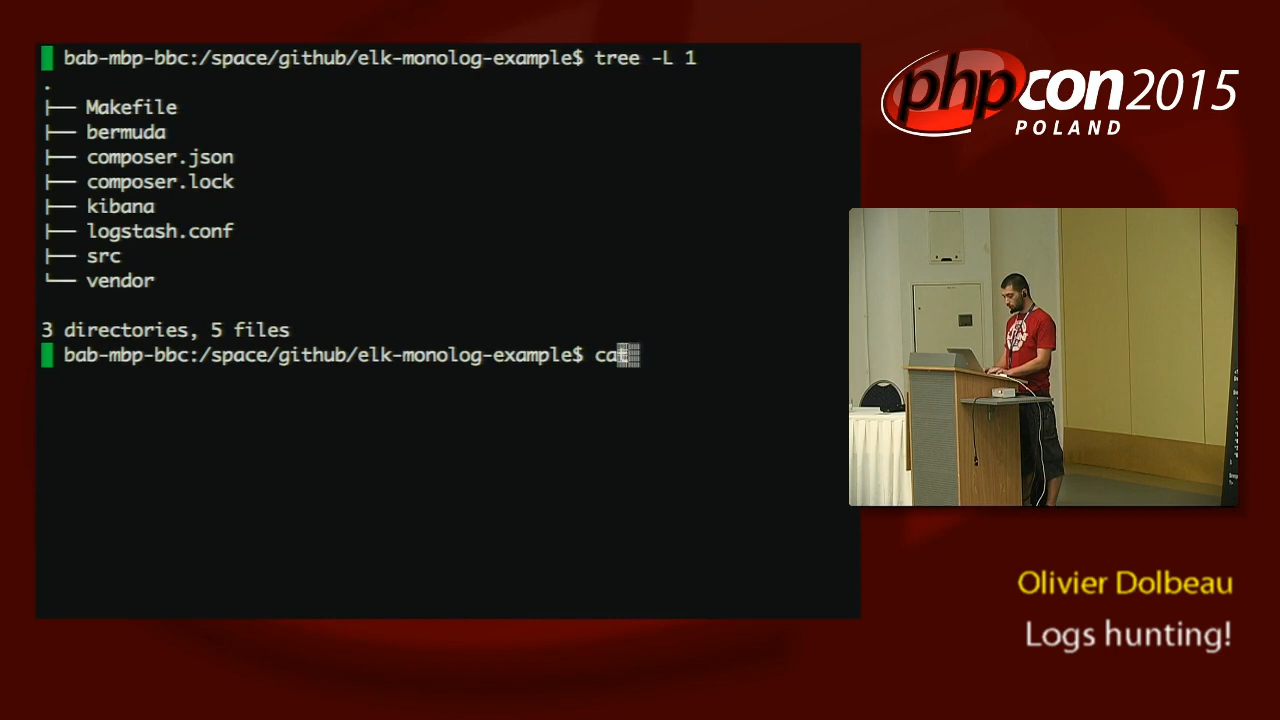 bab-mbp-bbc:/space/github/elk-monolog-example$ tree -L 1
.
├── Makefile
├── bermuda
├── composer.json
├── composer.lock
├── kibana
├── logstash.conf
├── src
└── vendor
3 directories, 5 files
bab-mbp-bbc:/space/github/elk-monolog-example$ cat
phpcon 2015
POLAND
Olivier Dolbeau
Logs hunting!